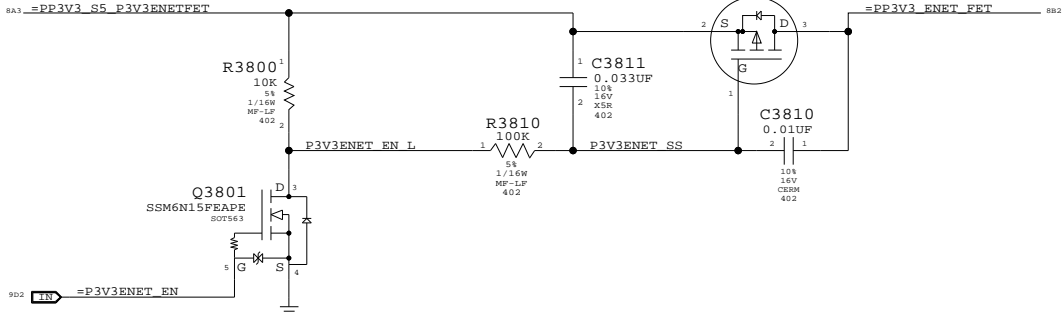 8A3 =PP3V3_S5_P3V3ENETFET
=PP3V3_ENET_FET 8B2
2 S D 3
G
1
R3800 1
10K
5%
1/16W
MF-LF
402
2
1 C3811
0.033UF
10%
16V
X5R
402
2
C3810
0.01UF
2 1
10%
16V
CERM
402
R3810
100K
1 2
5%
1/16W
MF-LF
402
P3V3ENET_EN_L
P3V3ENET_SS
Q3801
SSM6N15FEAPE
SOT563
D 3
5 G S 4
9D2 IN =P3V3ENET_EN